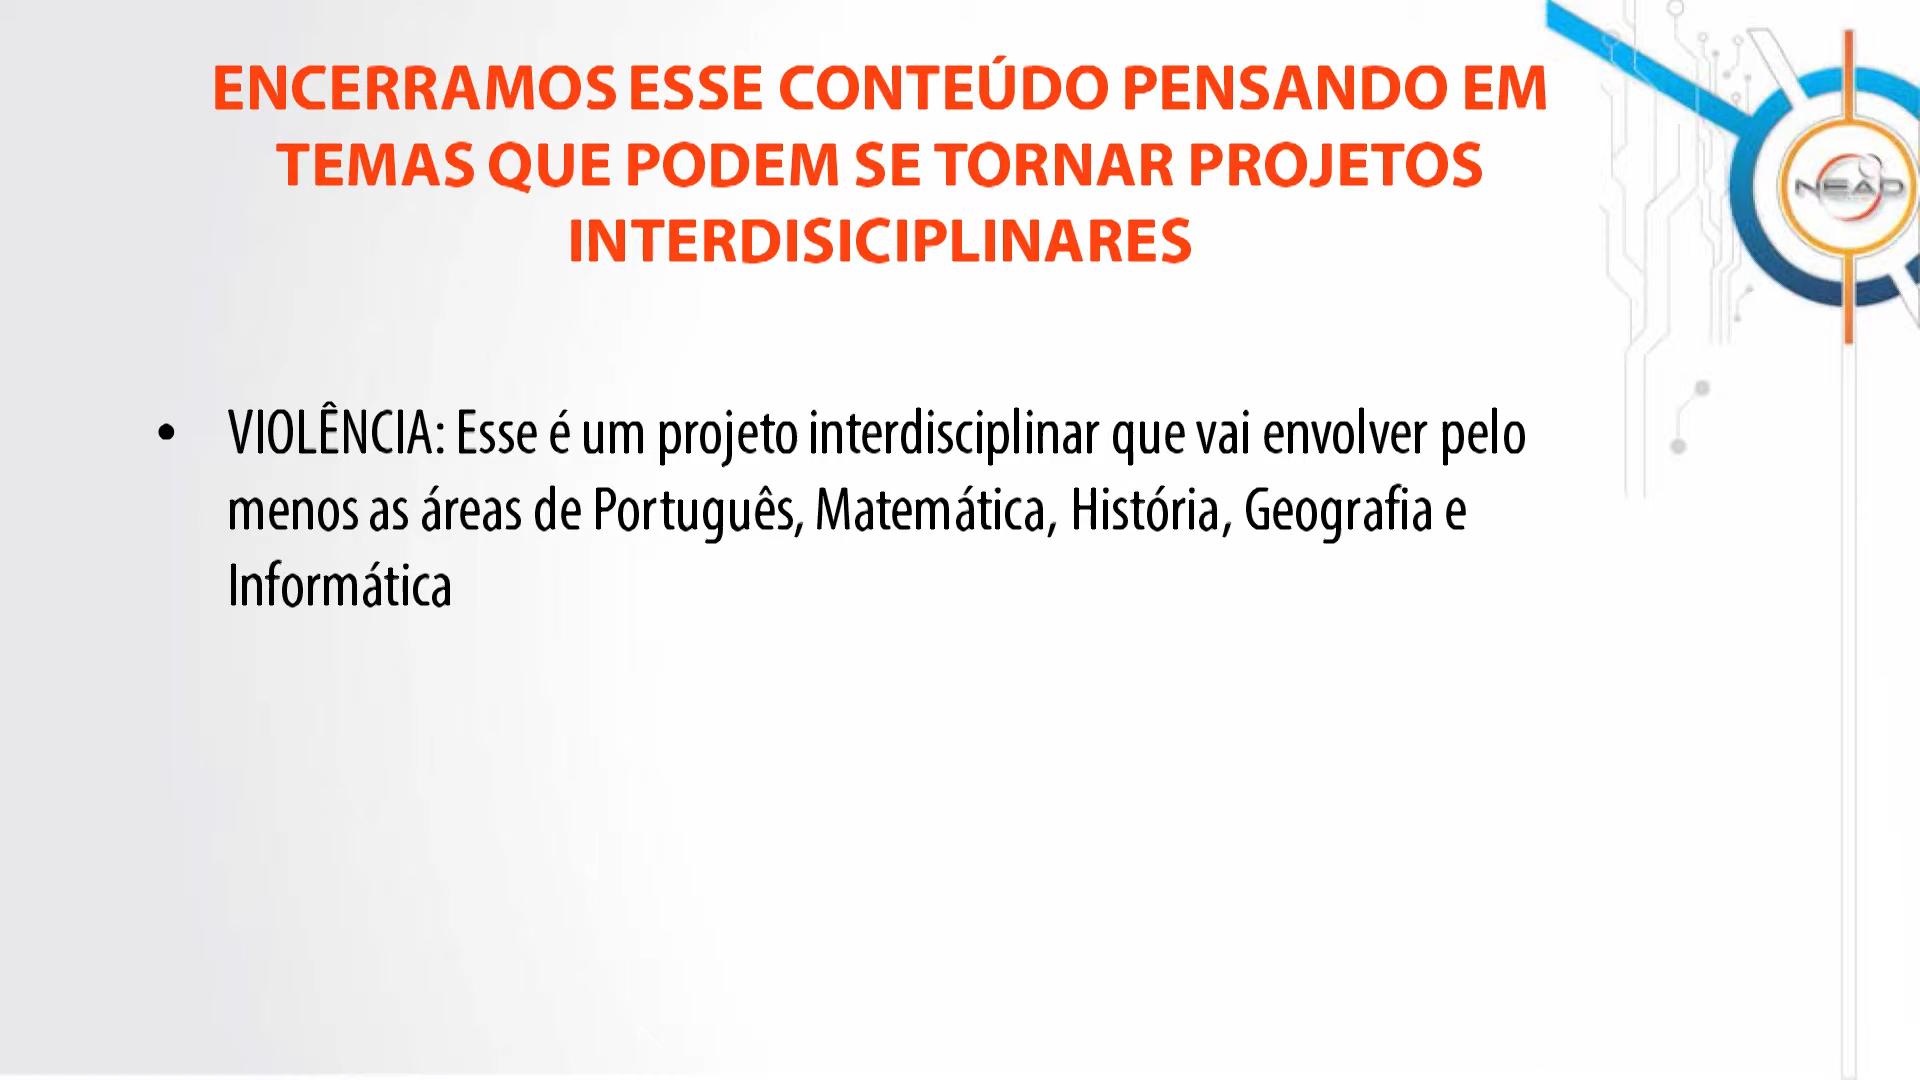 ENCERRAMOS ESSE CONTEÚDO PENSANDO EM
TEMAS QUE PODEM SE TORNAR PROJETOS
INTERDISICIPLINARES
NEAD
• VIOLÊNCIA: Esse é um projeto interdisciplinar que vai envolver pelo
menos as áreas de Português, Matemática, História, Geografia e
Informática